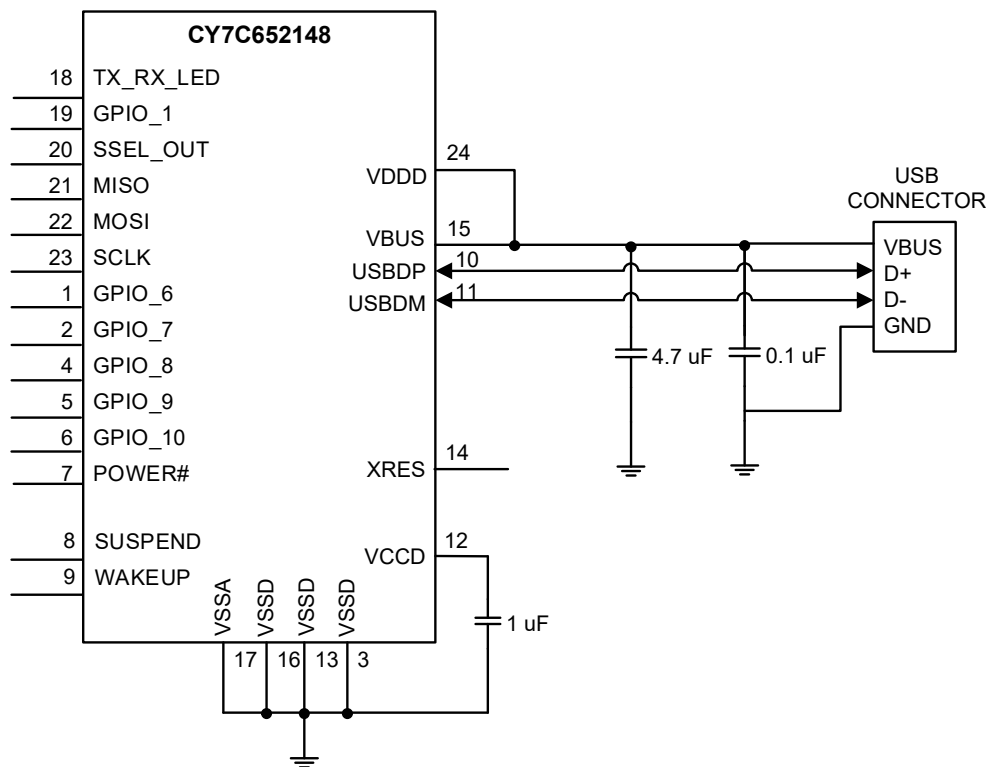 CY7C652148
18 TX_RX_LED
19 GPIO_1
20 SSEL_OUT
21 MISO
22 MOSI
23 SCLK
1 GPIO_6
2 GPIO_7
4 GPIO_8
5 GPIO_9
6 GPIO_10
7 POWER#
8 SUSPEND
9 WAKEUP
VDDD 24
VBUS 15
USBDP 10
USBDM 11
XRES 14
VCCD 12
1 uF
VSSA
VSSD
VSSD
VSSD
17 16 13 3
4.7 uF
0.1 uF
USB
CONNECTOR
VBUS
D+
D-
GND